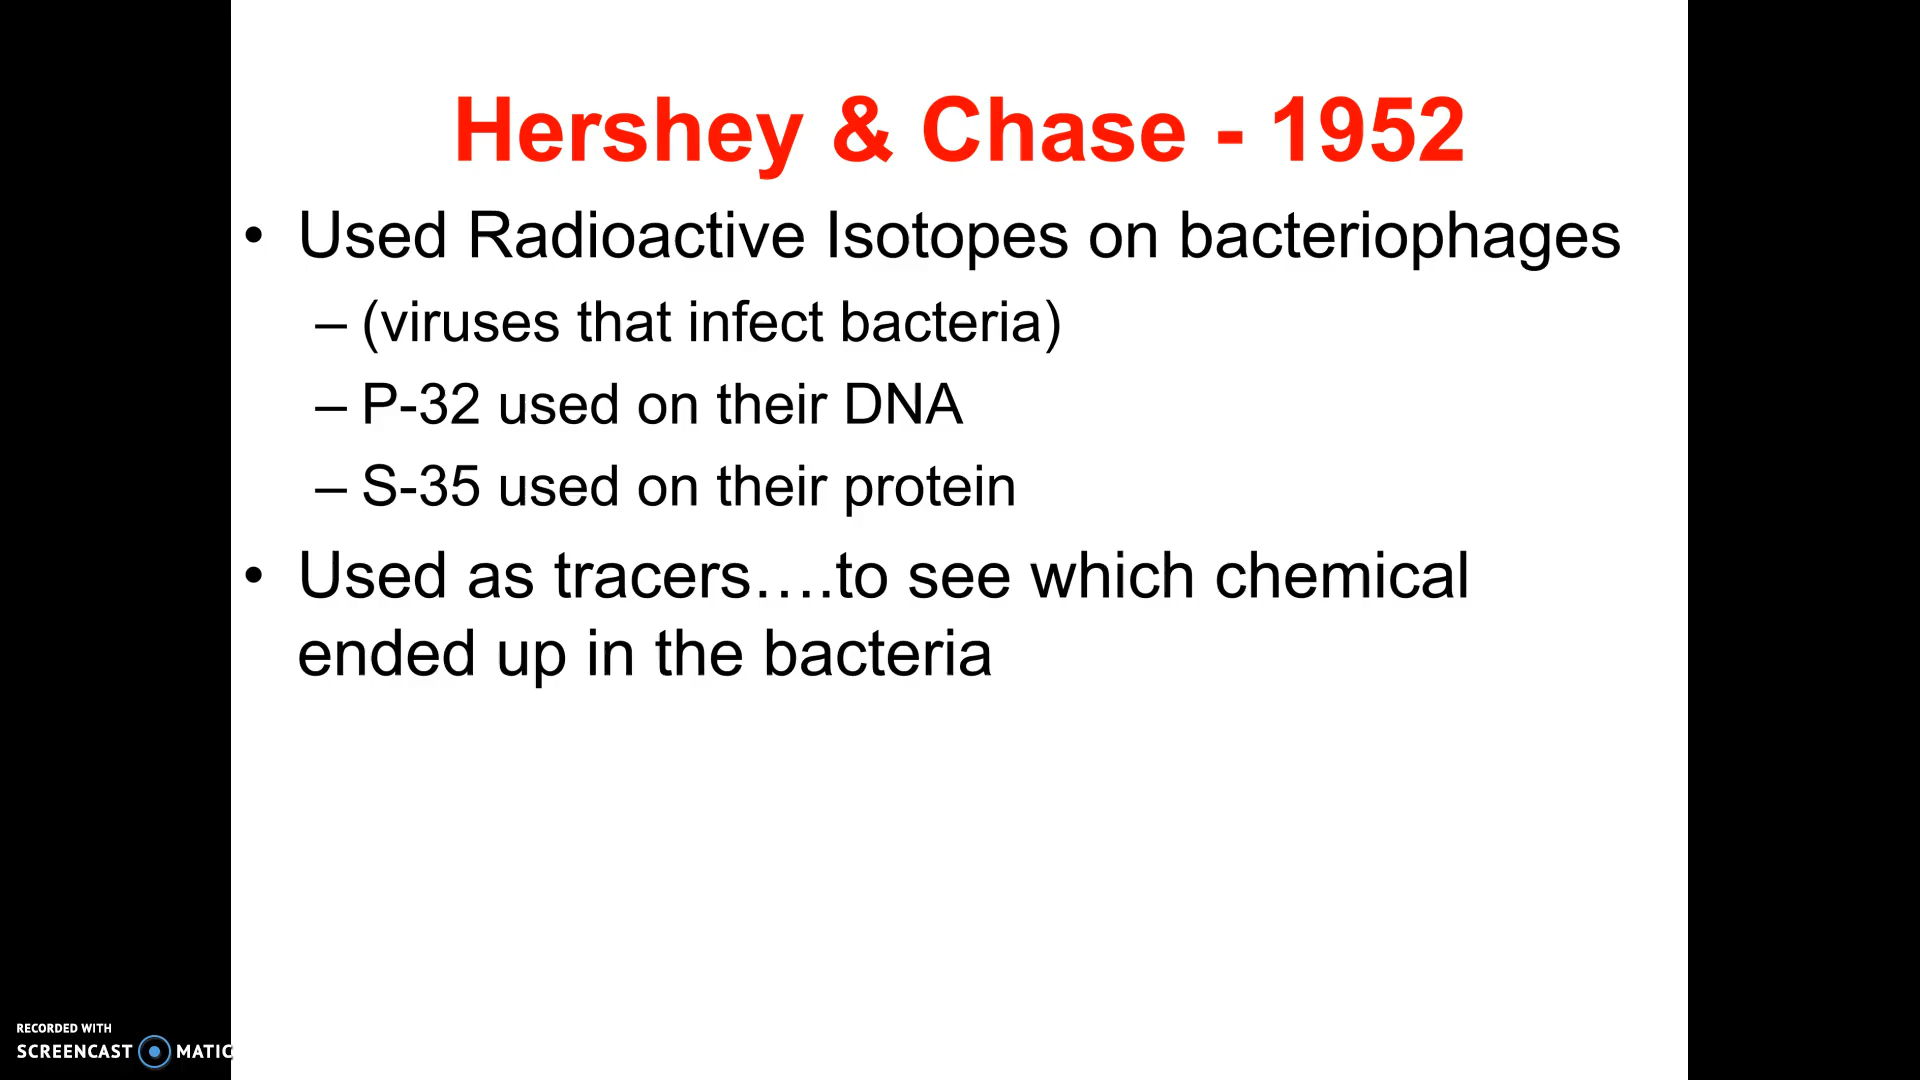 Hershey & Chase - 1952
• Used Radioactive Isotopes on bacteriophages
– (viruses that infect bacteria)
– P-32 used on their DNA
– S-35 used on their protein
• Used as tracers….to see which chemical
ended up in the bacteria
RECORDED WITH
SCREENCAST MATIC